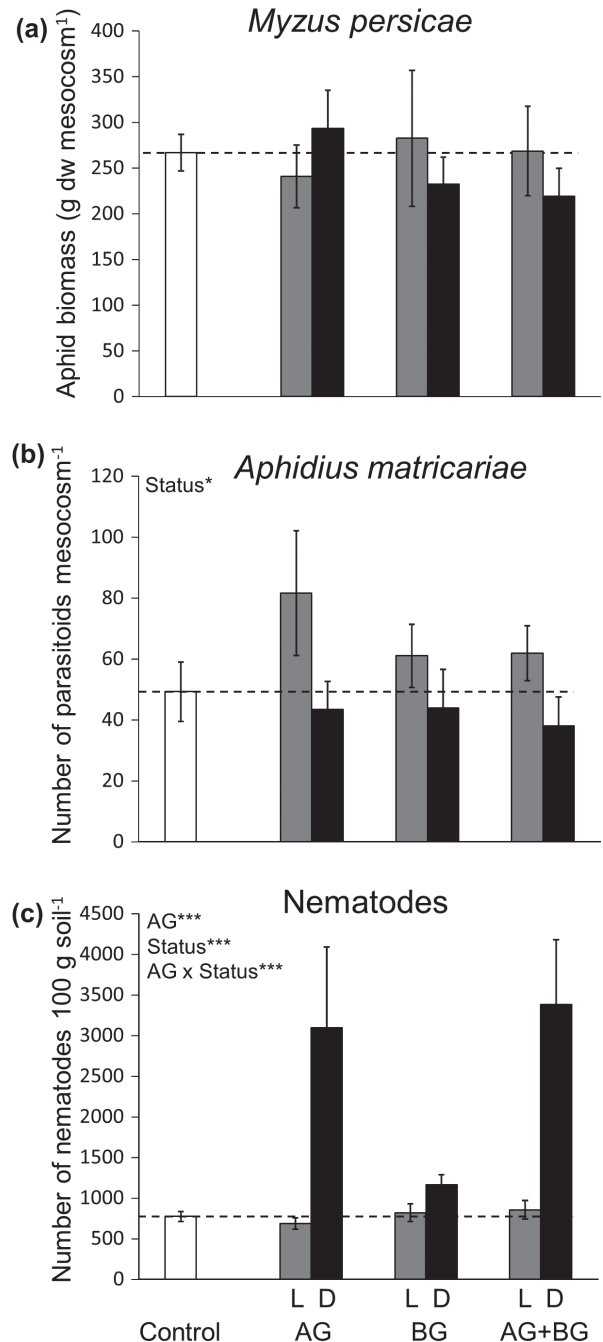 (a)
Myzus persicae
Aphid biomass (g dw mesocosm¹)
400
350
300
250
200
150
100
50
0
(b)
Aphidius matricariae
Number of parasitoids mesocosm⁻¹
Status*
120
100
80
60
40
20
0
(c)
Nematodes
Number of nematodes 100 g soil⁻¹
AG***
Status***
AG x Status***
4500
4000
3500
3000
2500
2000
1500
1000
500
0
L D L D L D
Control AG BG AG+BG